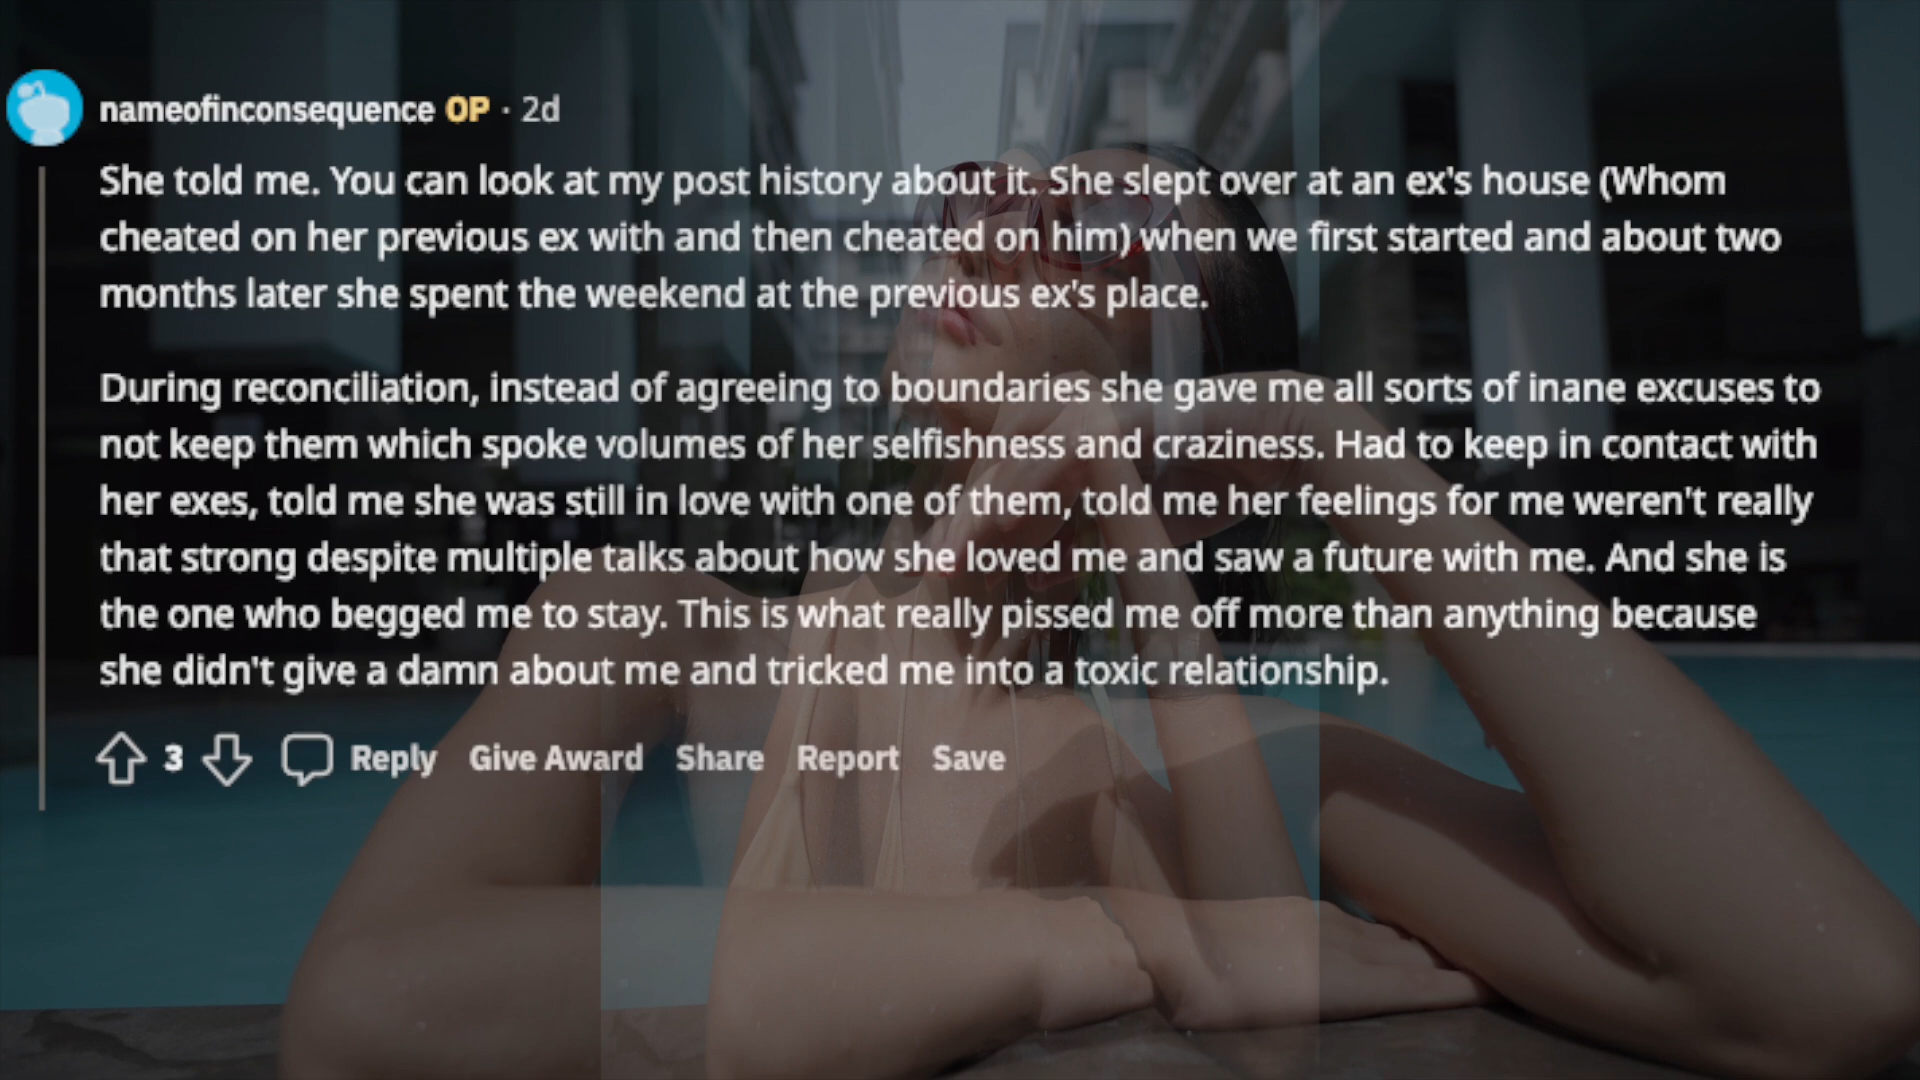 nameofinconsequence OP · 2d
She told me. You can look at my post history about it. She slept over at an ex's house (Whom
cheated on her previous ex with and then cheated on him) when we first started and about two
months later she spent the weekend at the previous ex's place.
During reconciliation, instead of agreeing to boundaries she gave me all sorts of inane excuses to
not keep them which spoke volumes of her selfishness and craziness. Had to keep in contact with
her exes, told me she was still in love with one of them, told me her feelings for me weren't really
that strong despite multiple talks about how she loved me and saw a future with me. And she is
the one who begged me to stay. This is what really pissed me off more than anything because
she didn't give a damn about me and tricked me into a toxic relationship.
3 Reply Give Award Share Report Save